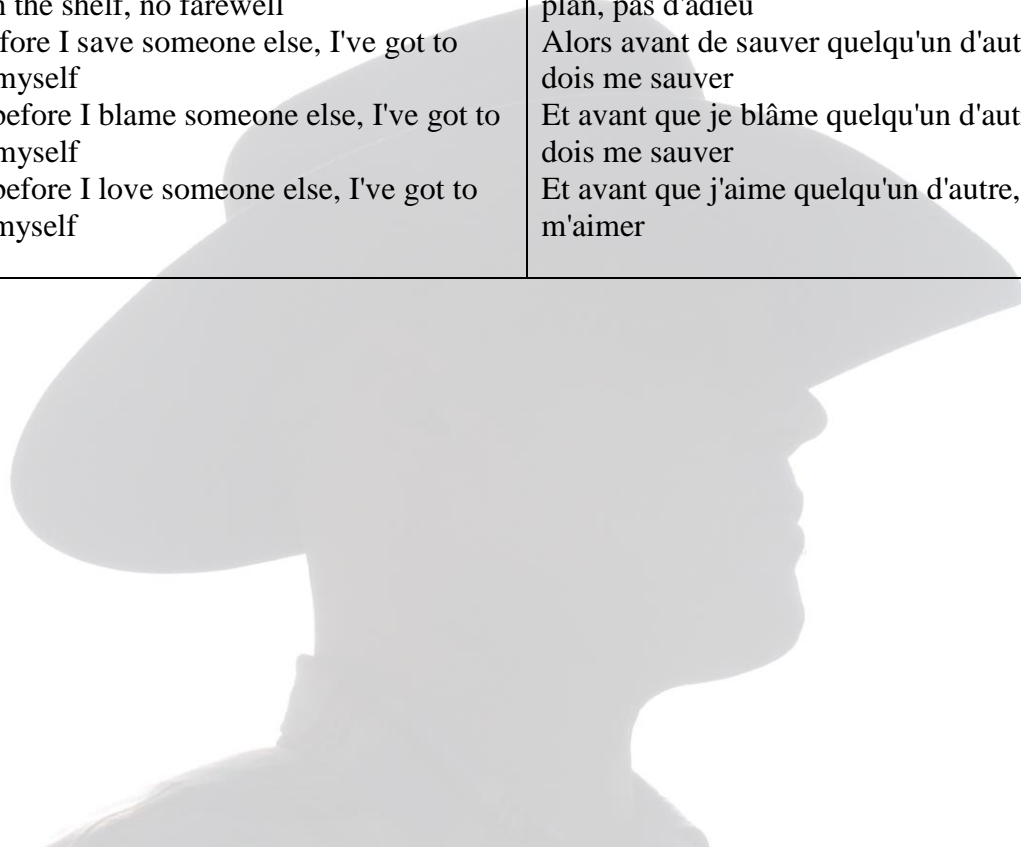 the shelf, no farewell
fore I save someone else, I've got to
myself
before I blame someone else, I've got to
myself
before I love someone else, I've got to
myself
plan, pas d'adieu
Alors avant de sauver quelqu'un d'aut
dois me sauver
Et avant que je blâme quelqu'un d'aut
dois me sauver
Et avant que j'aime quelqu'un d'autre,
m'aimer